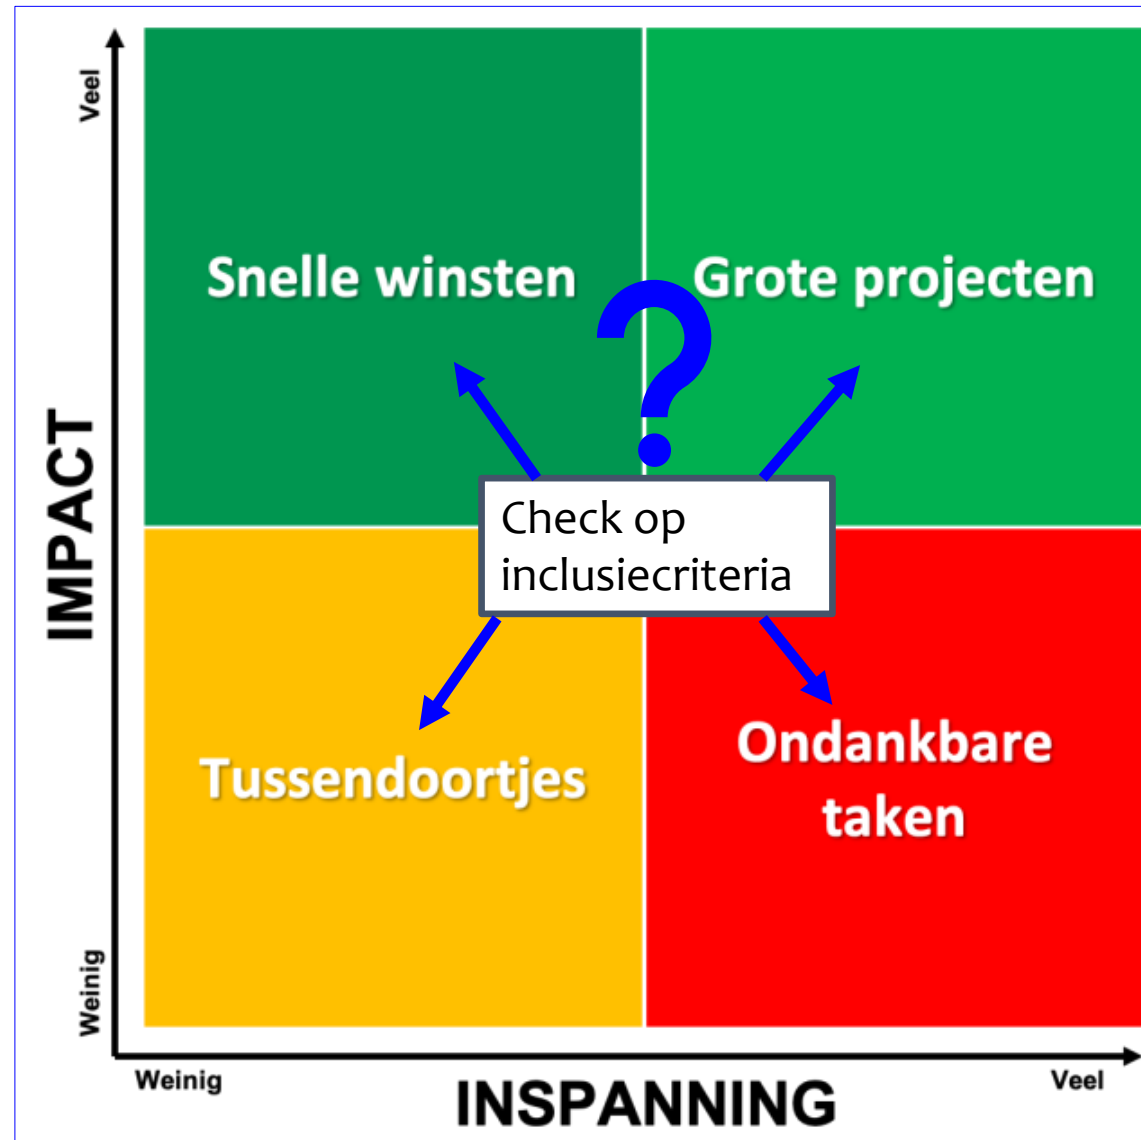 Veel
Snelle winsten
Grote projecten
?
IMPACT
Check op
inclusiecriteria
Tussendoortjes
Ondankbare
taken
Weinig
Weinig
INSPANNING
Veel